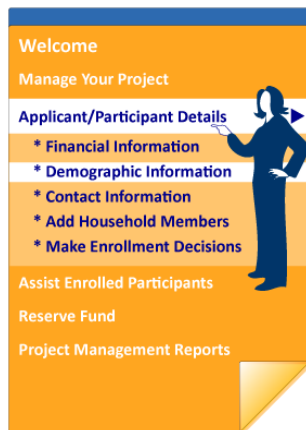 Welcome
Manage Your Project
Applicant/Participant Details
* Financial Information
* Demographic Information
* Contact Information
* Add Household Members
* Make Enrollment Decisions
Assist Enrolled Participants
Reserve Fund
Project Management Reports